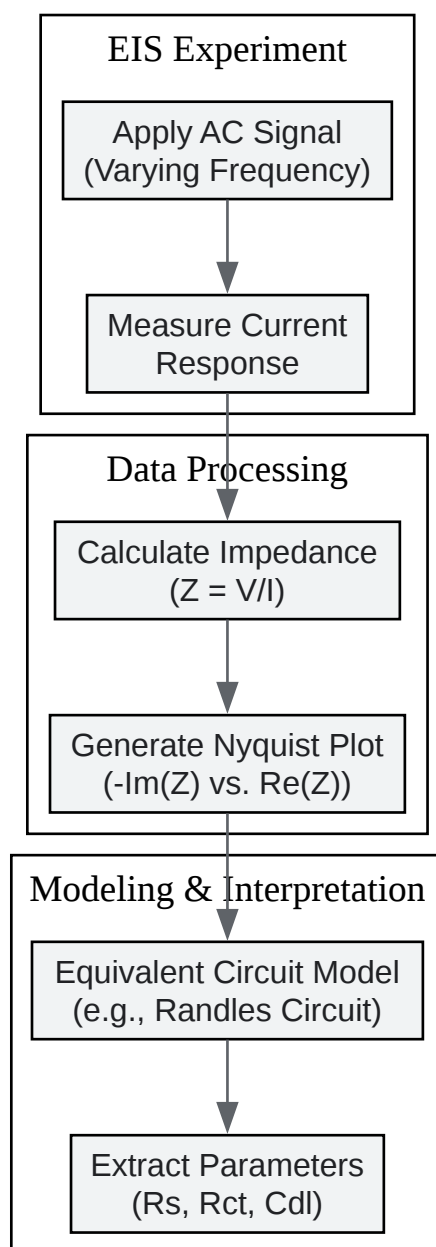 EIS Experiment
Apply AC Signal
(Varying Frequency)
Measure Current
Response
Data Processing
Calculate Impedance
(Z = V/I)
Generate Nyquist Plot
(-Im(Z) vs. Re(Z))
Modeling & Interpretation
Equivalent Circuit Model
(e.g., Randles Circuit)
Extract Parameters
(Rs, Rct, Cdl)